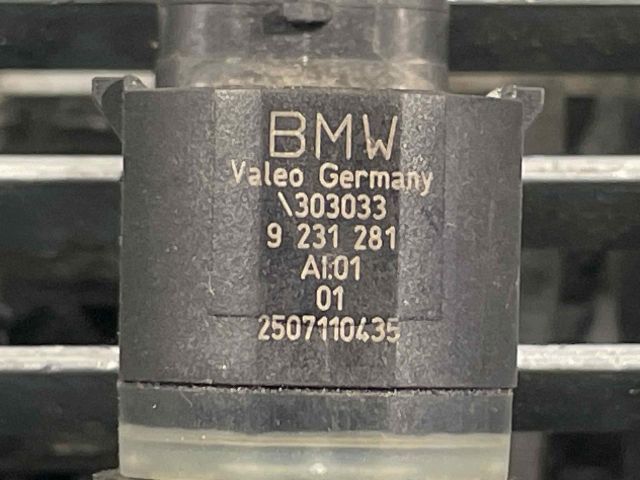 BMW
Valeo Germany
\303033
9 231 281
AI:01
01
2507110435